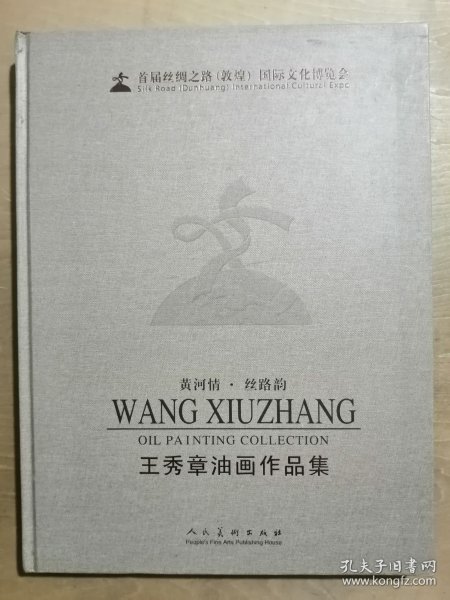 首届丝绸之路（敦煌）国际文化博览会
Silk Road (Dunhuang) International Cultural Expo
黄河情·丝路韵
WANG XIUZHANG
OIL PAINTING COLLECTION
王秀章油画作品集
人民美术出版社
People's Fine Arts Publishing House
孔夫子旧书网
www.kongfz.com